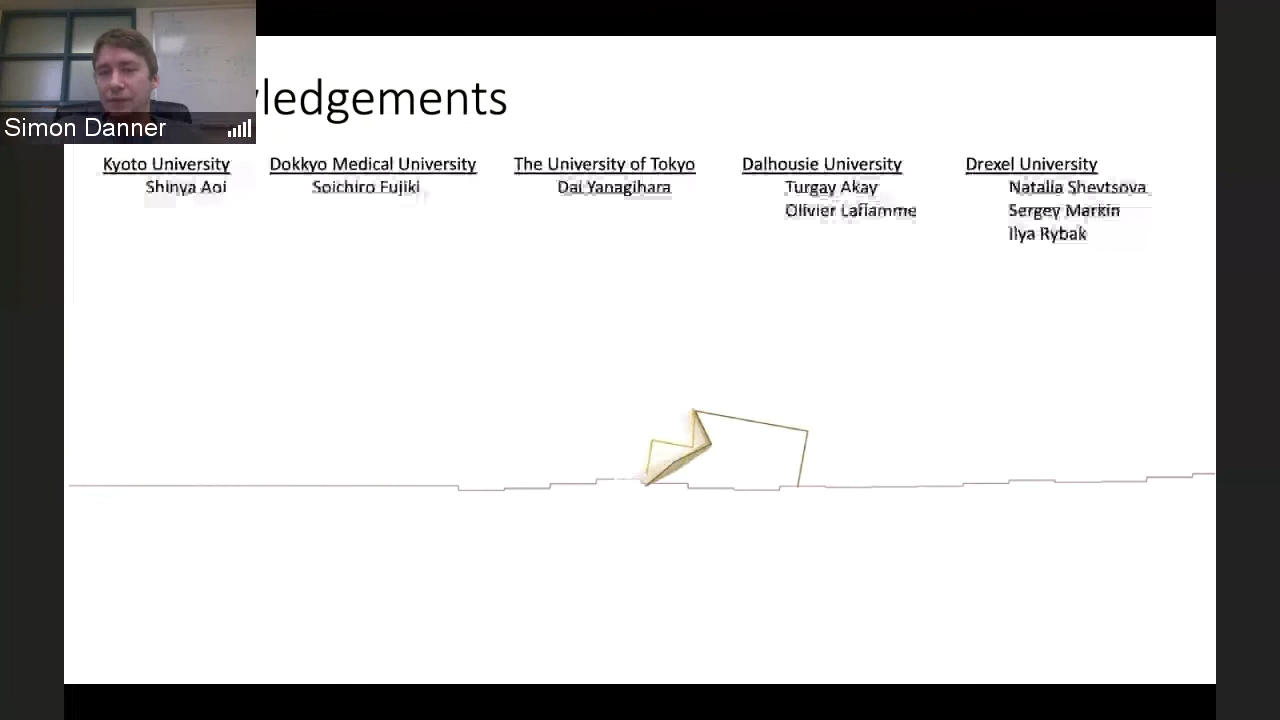 wledgements
Simon Danner
Kyoto University
Shinya Aoi
Dokkyo Medical University
Soichiro Fujiki
The University of Tokyo
Dai Yanagihara
Dalhousie University
Turgay Akay
Olivier Laflamme
Drexel University
Natalia Shevtsova
Sergey Markin
Ilya Rybak